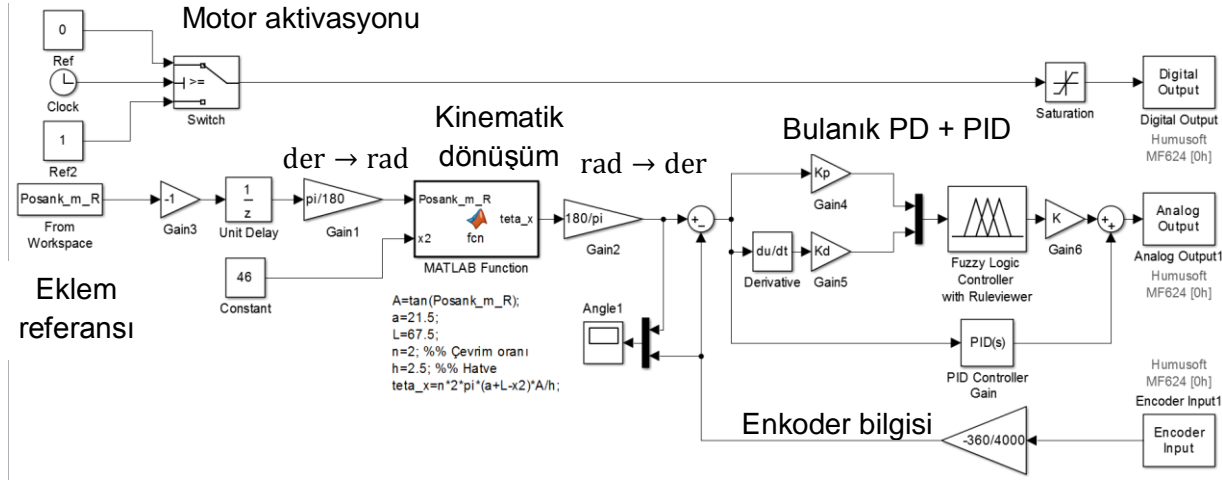 Motor aktivasyonu
0
Ref
Clock
1
Ref2
>=
Switch
Saturation
Digital
Output
Digital Output
Humusoft
MF624 [0h]
Kinematik
dönüşüm
Bulanık PD + PID
der → rad
rad → der
Posank_m_R
From
Workspace
-1
Gain3
1
z
Unit Delay
pi/180
Gain1
46
Constant
Posank_m_R
x2
fcn
teta_x
MATLAB Function
180/pi
Gain2
Kp
Gain4
du/dt
Derivative
Kd
Gain5
Fuzzy Logic
Controller
with Ruleviewer
K
Gain6
Analog
Output
Analog Output1
Humusoft
MF624 [0h]
Eklem
referansı
A=tan(Posank_m_R);
a=21.5;
L=67.5;
n=2; %% Çevrim oranı
h=2.5; %% Hatve
teta_x=n*2*pi*(a+L-x2)*A/h;
Angle1
PID(s)
PID Controller
Gain
Enkoder bilgisi
-360/4000
Humusoft
MF624 [0h]
Encoder Input1
Encoder
Input